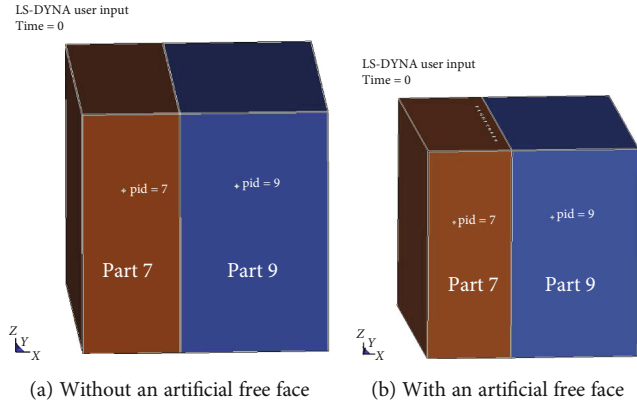 LS-DYNA user input
Time = 0
pid = 7
pid = 9
Part 7
Part 9
Z
Y
X
(a) Without an artificial free face
LS-DYNA user input
Time = 0
pid = 7
pid = 9
Part 7
Part 9
Z
Y
X
(b) With an artificial free face